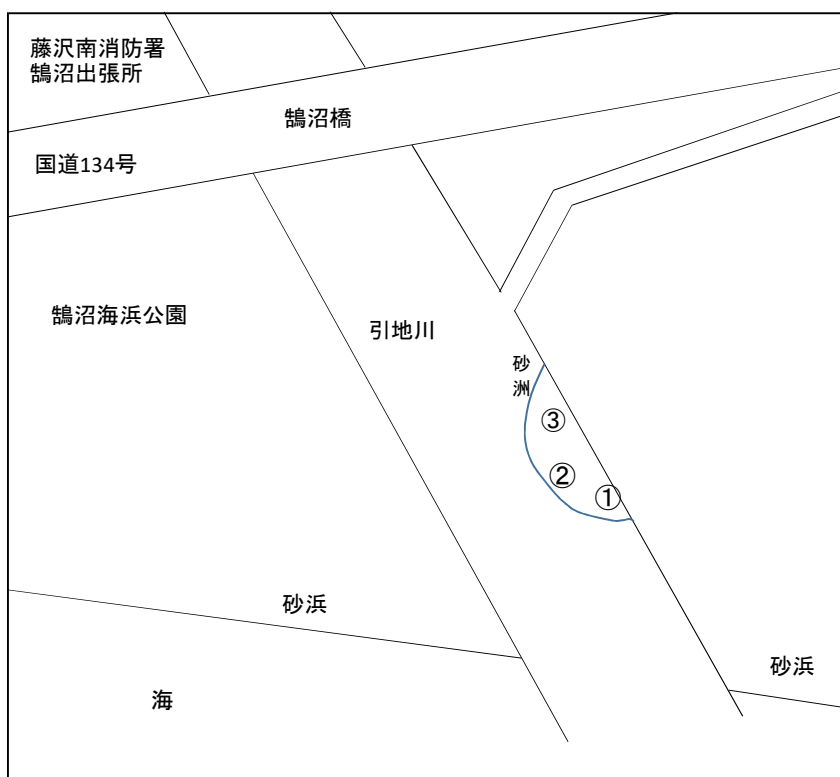 藤沢南消防署
鵠沼出張所
鵠沼橋
国道134号
鵠沼海浜公園
引地川
砂
洲
③
②
①
砂浜
砂浜
海